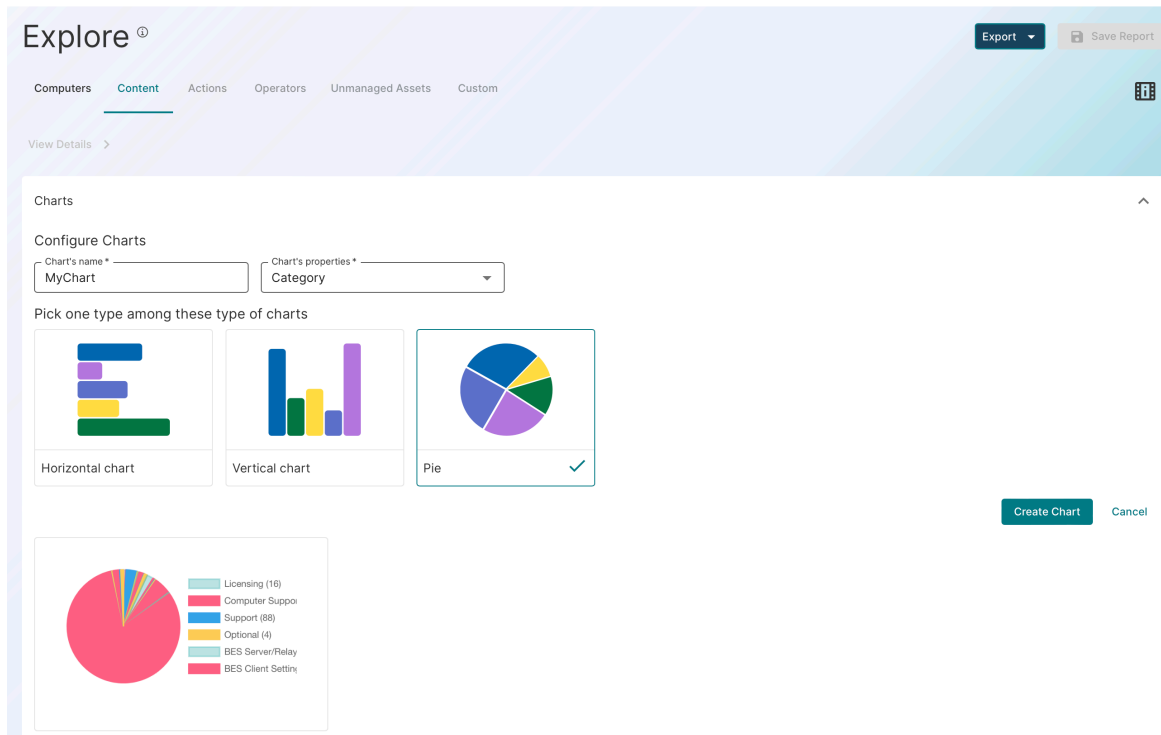 Explore
Export
Save Report
Computers Content Actions Operators Unmanaged Assets Custom
View Details
Charts
Configure Charts
Chart's name *
MyChart
Chart's properties *
Category
Pick one type among these type of charts
Horizontal chart
Vertical chart
Pie
Create Chart Cancel
Licensing (16)
Computer Suppo
Support (88)
Optional (4)
BES Server/Relay
BES Client Setting